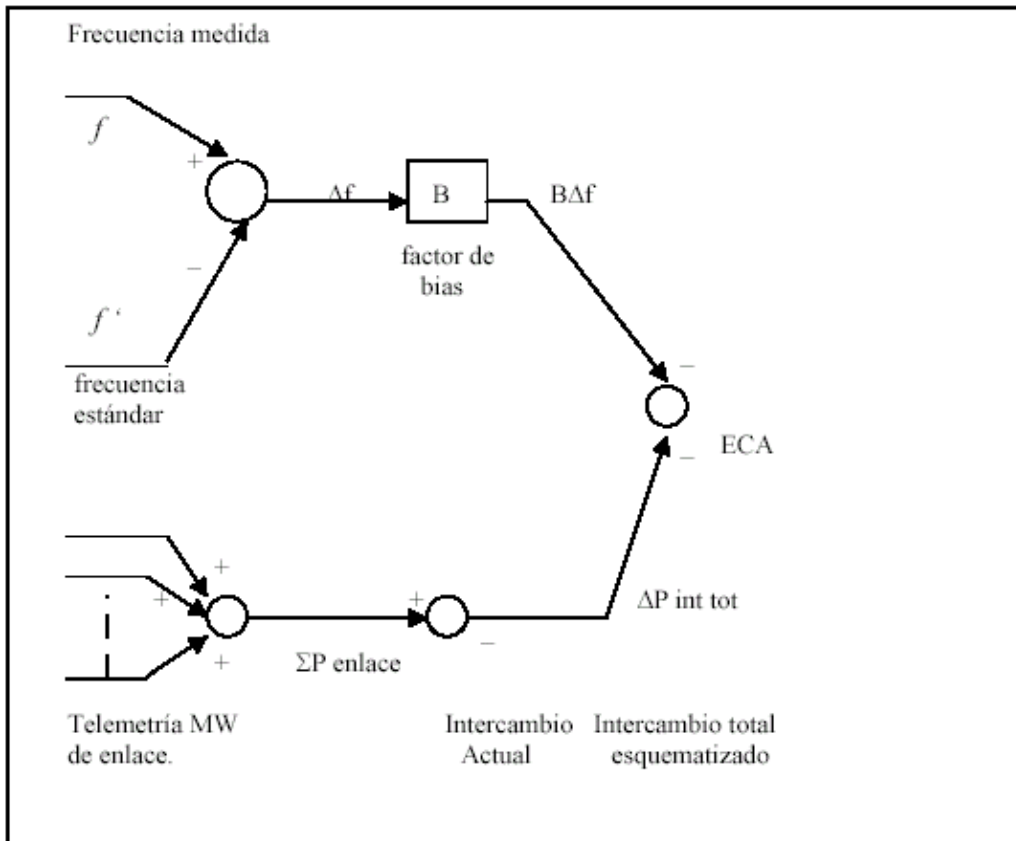 Frecuencia medida
f
+
Δf
B
BΔf
−
factor de
bias
f ‘
−
frecuencia
estándar
ECA
−
+
+
+
−
ΔP int tot
+
ΣP enlace
Telemetría MW
de enlace.
Intercambio
Actual
Intercambio total
esquematizado